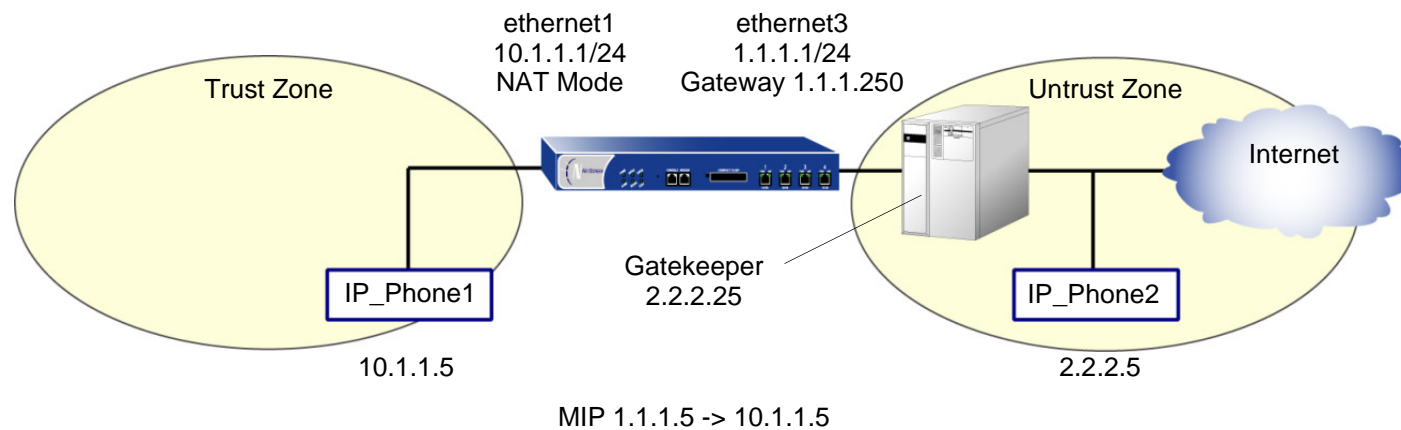 ethernet1
10.1.1.1/24
NAT Mode
ethernet3
1.1.1.1/24
Gateway 1.1.1.250
Trust Zone
Untrust Zone
Internet
Gatekeeper
2.2.2.25
IP_Phone1
IP_Phone2
10.1.1.5
2.2.2.5
MIP 1.1.1.5 -> 10.1.1.5